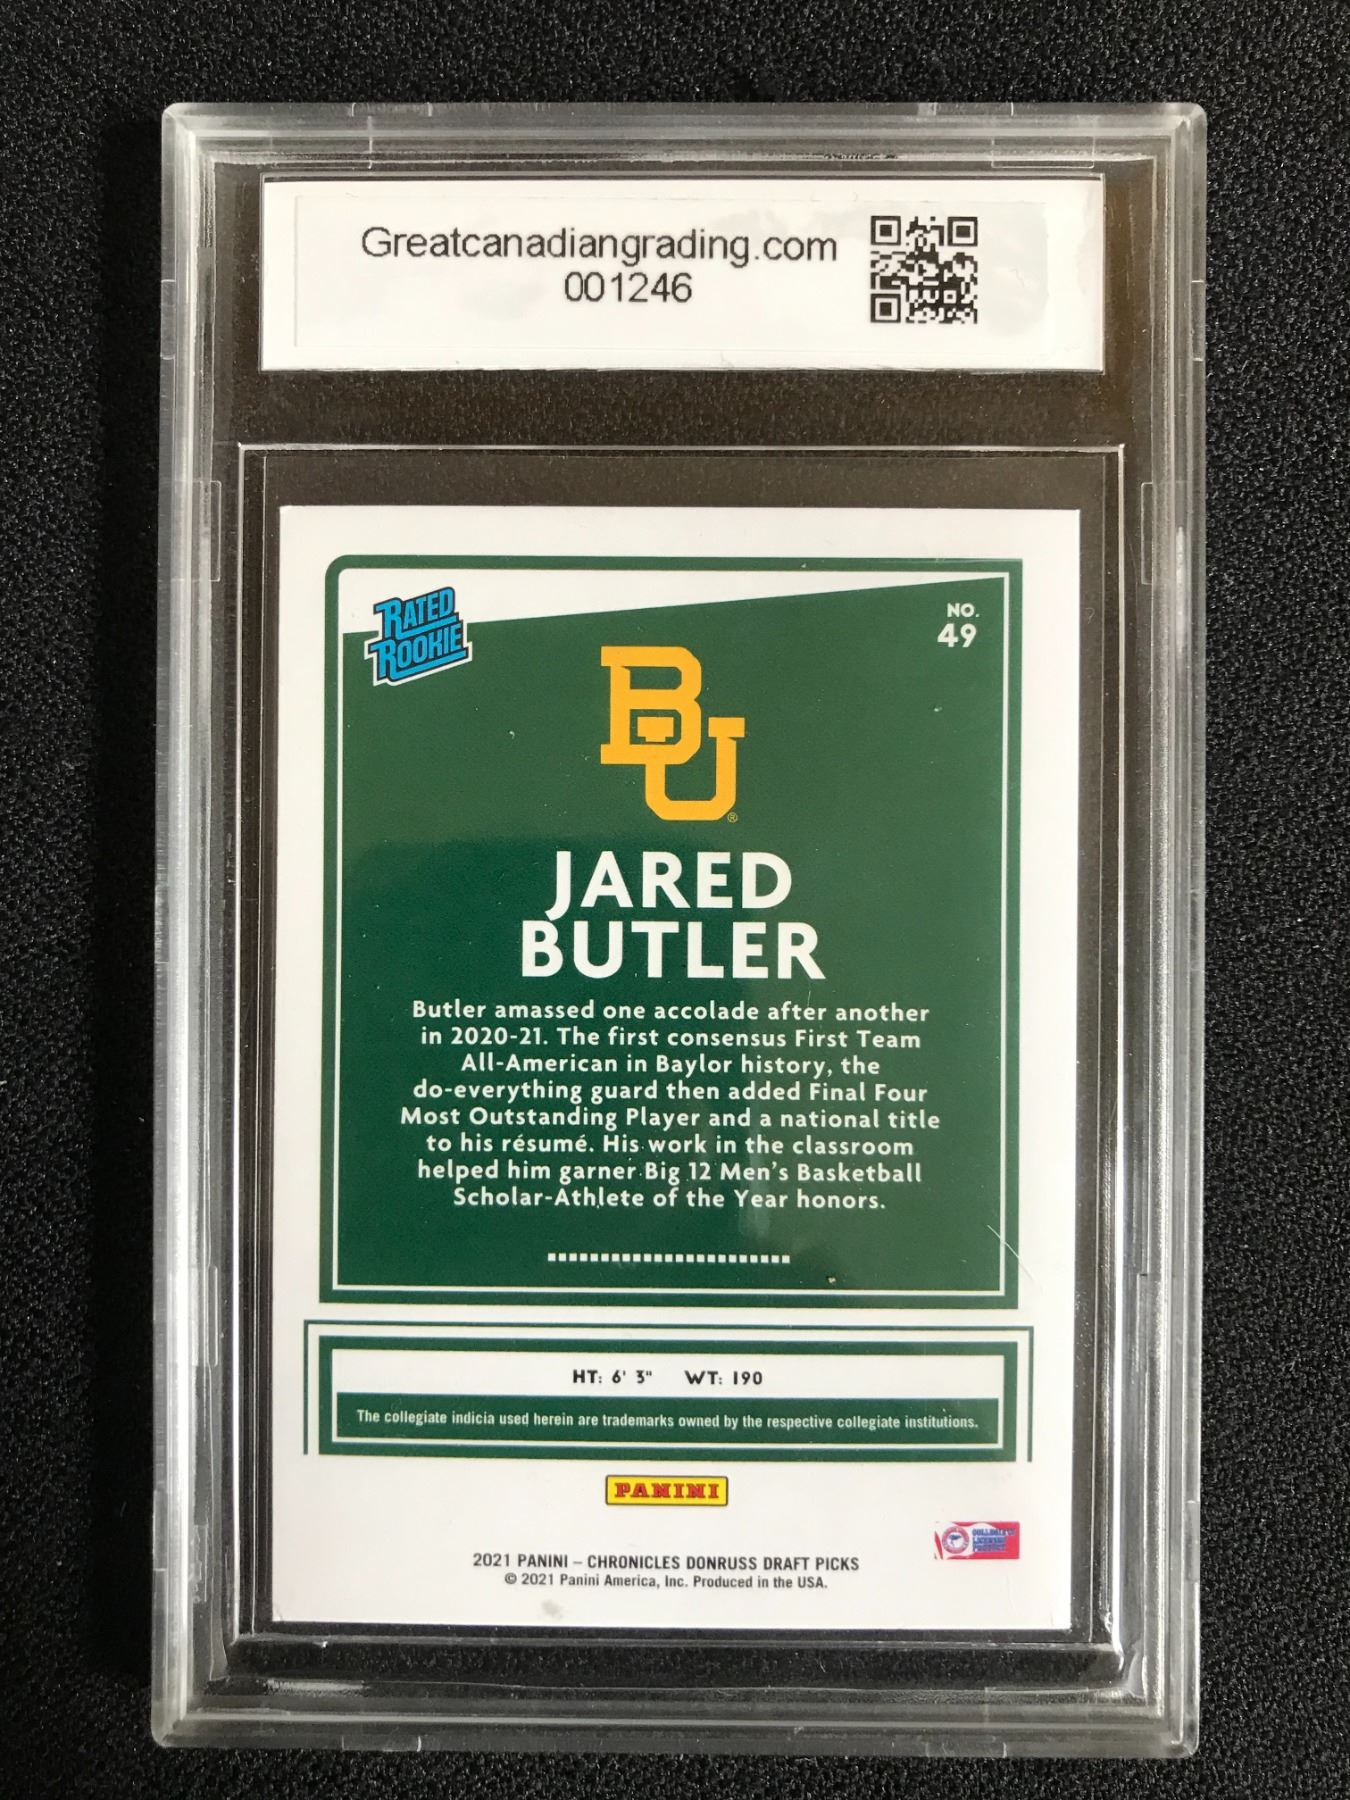 Greatcanadiangrading.com
001246
RATED
ROOKIE
NO.
49
BU
®
JARED
BUTLER
Butler amassed one accolade after another
in 2020-21. The first consensus First Team
All-American in Baylor history, the
do-everything guard then added Final Four
Most Outstanding Player and a national title
to his résumé. His work in the classroom
helped him garner Big 12 Men's Basketball
Scholar-Athlete of the Year honors.
HT: 6' 3" WT: 190
The collegiate indicia used herein are trademarks owned by the respective collegiate institutions.
PANINI
COLLEGIATE
LICENSED
PRODUCT
2021 PANINI – CHRONICLES DONRUSS DRAFT PICKS
© 2021 Panini America, Inc. Produced in the USA.